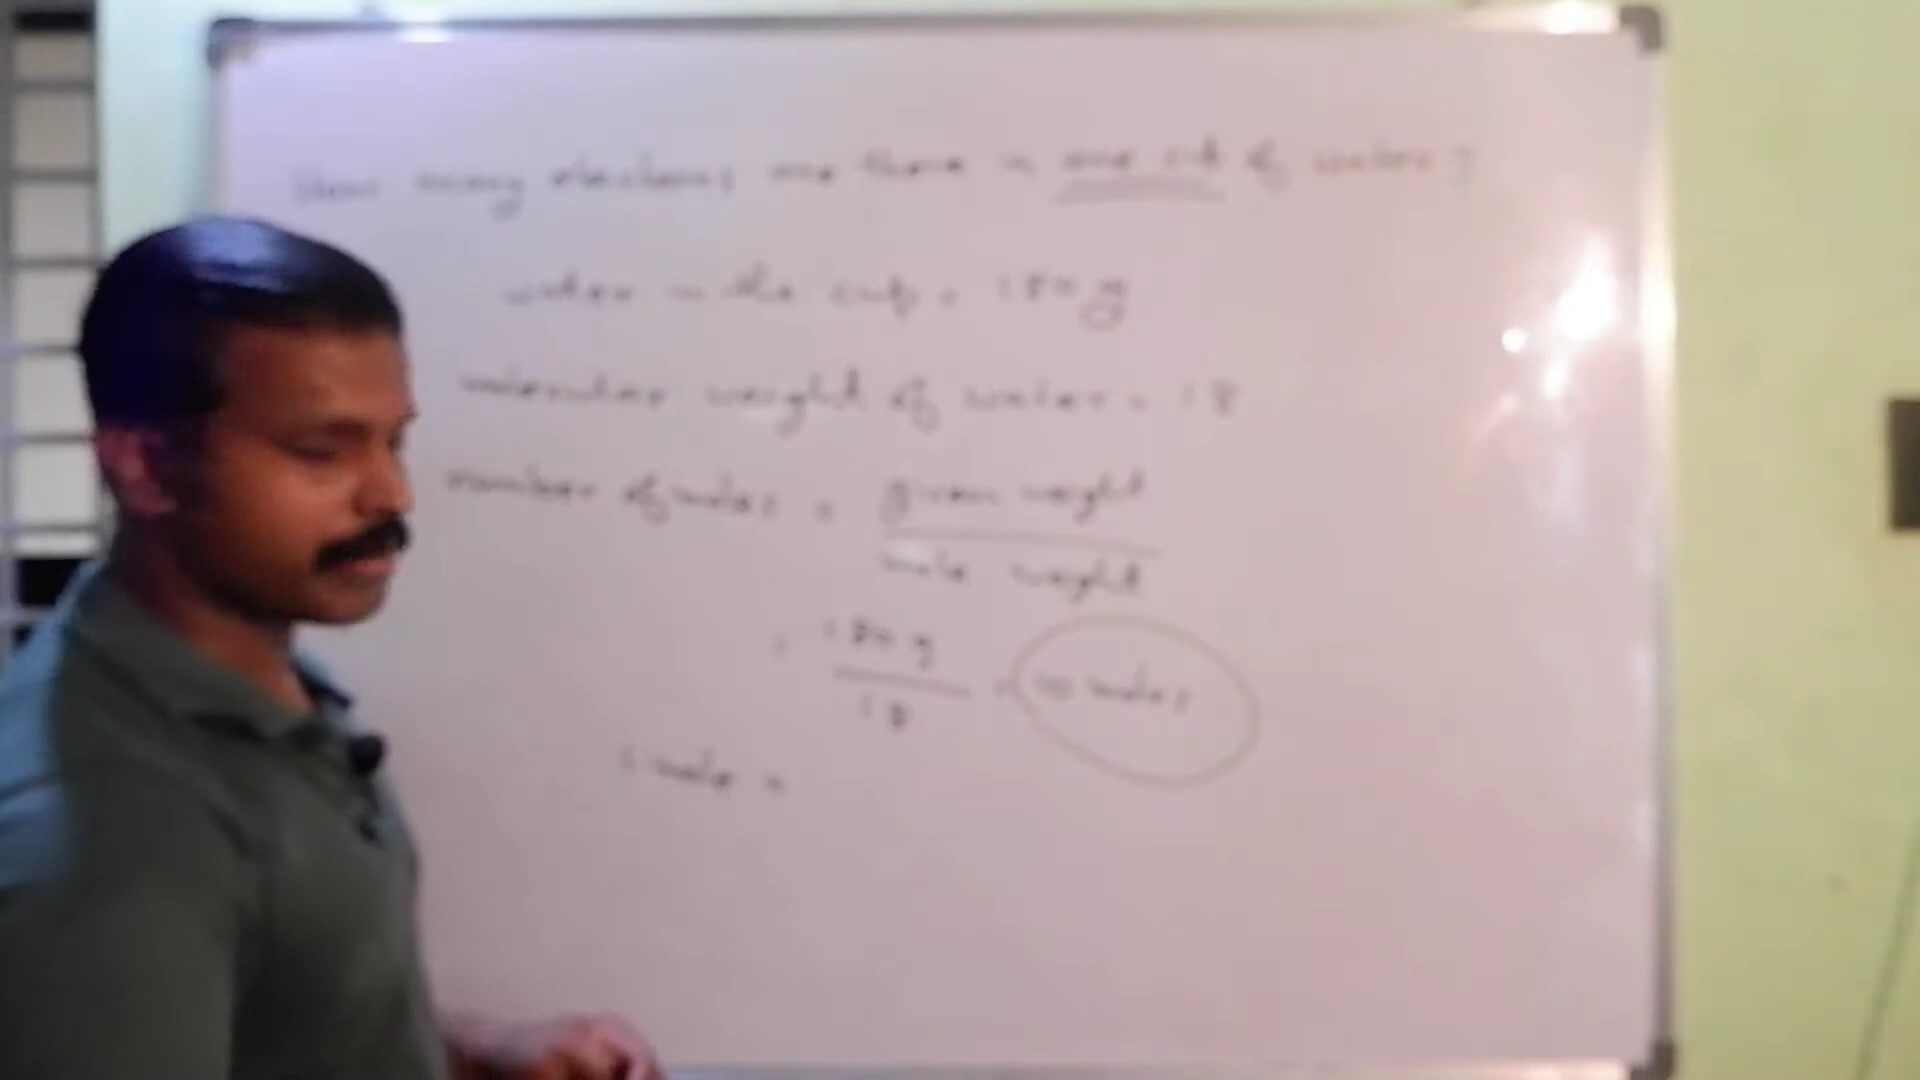 How many electrons are there in one cup of water?
water in the cup = 180 g
molecular weight of water = 18
number of moles = given weight
mole weight
= 180 g
18
= 10 moles
1 mole =